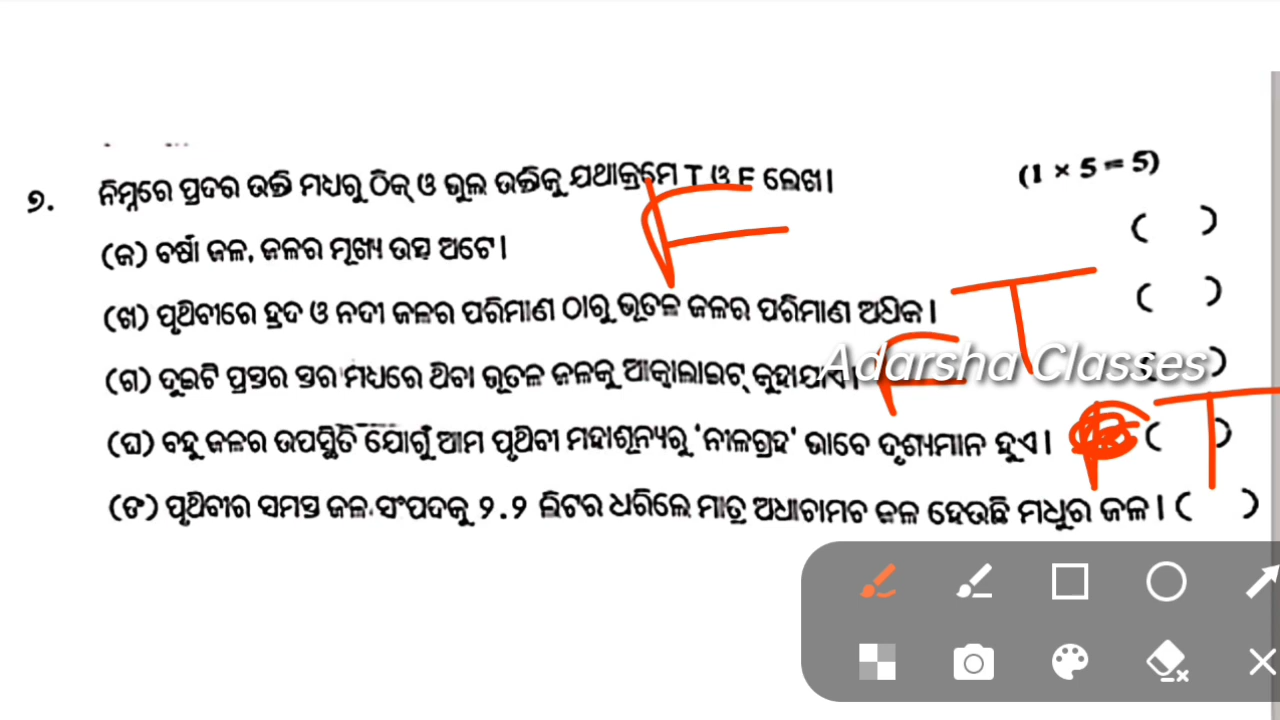 ୭. ନିମ୍ନରେ ପ୍ରଦତ୍ତ ଉକ୍ତି ମଧ୍ୟରୁ ଠିକ୍ ଓ ଭୁଲ ଉକ୍ତିକୁ ଯଥାକ୍ରମେ T ଓ F ଲେଖ। (1 × 5 = 5)
F
(କ) ବର୍ଷା ଜଳ, ଜଳର ମୂଖ୍ୟ ଉତ୍ସ ଅଟେ। ( )
(ଖ) ପୃଥିବୀରେ ହ୍ରଦ ଓ ନଦୀ ଜଳର ପରିମାଣ ଠାରୁ ଭୂତଳ ଜଳର ପରିମାଣ ଅଧିକ। T ( )
(ଗ) ଦୁଇଟି ପ୍ରସ୍ତର ସ୍ତର ମଧ୍ୟରେ ଥିବା ଭୂତଳ ଜଳକୁ ଆକ୍ୱାଲାଇଟ୍ କୁହାଯାଏ। F ( )
Adarsha Classes
(ଘ) ବହୁ ଜଳର ଉପସ୍ଥିତି ଯୋଗୁଁ ଆମ ପୃଥିବୀ ମହାଶୂନ୍ୟରୁ 'ନୀଳଗ୍ରହ' ଭାବେ ଦୃଶ୍ୟମାନ ହୁଏ। ( T )
(ଙ) ପୃଥିବୀର ସମସ୍ତ ଜଳ ସଂପଦକୁ ୨.୨ ଲିଟର ଧରିଲେ ମାତ୍ର ଅଧାଚାମଚ ଜଳ ହେଉଛି ମଧୁର ଜଳ। ( )